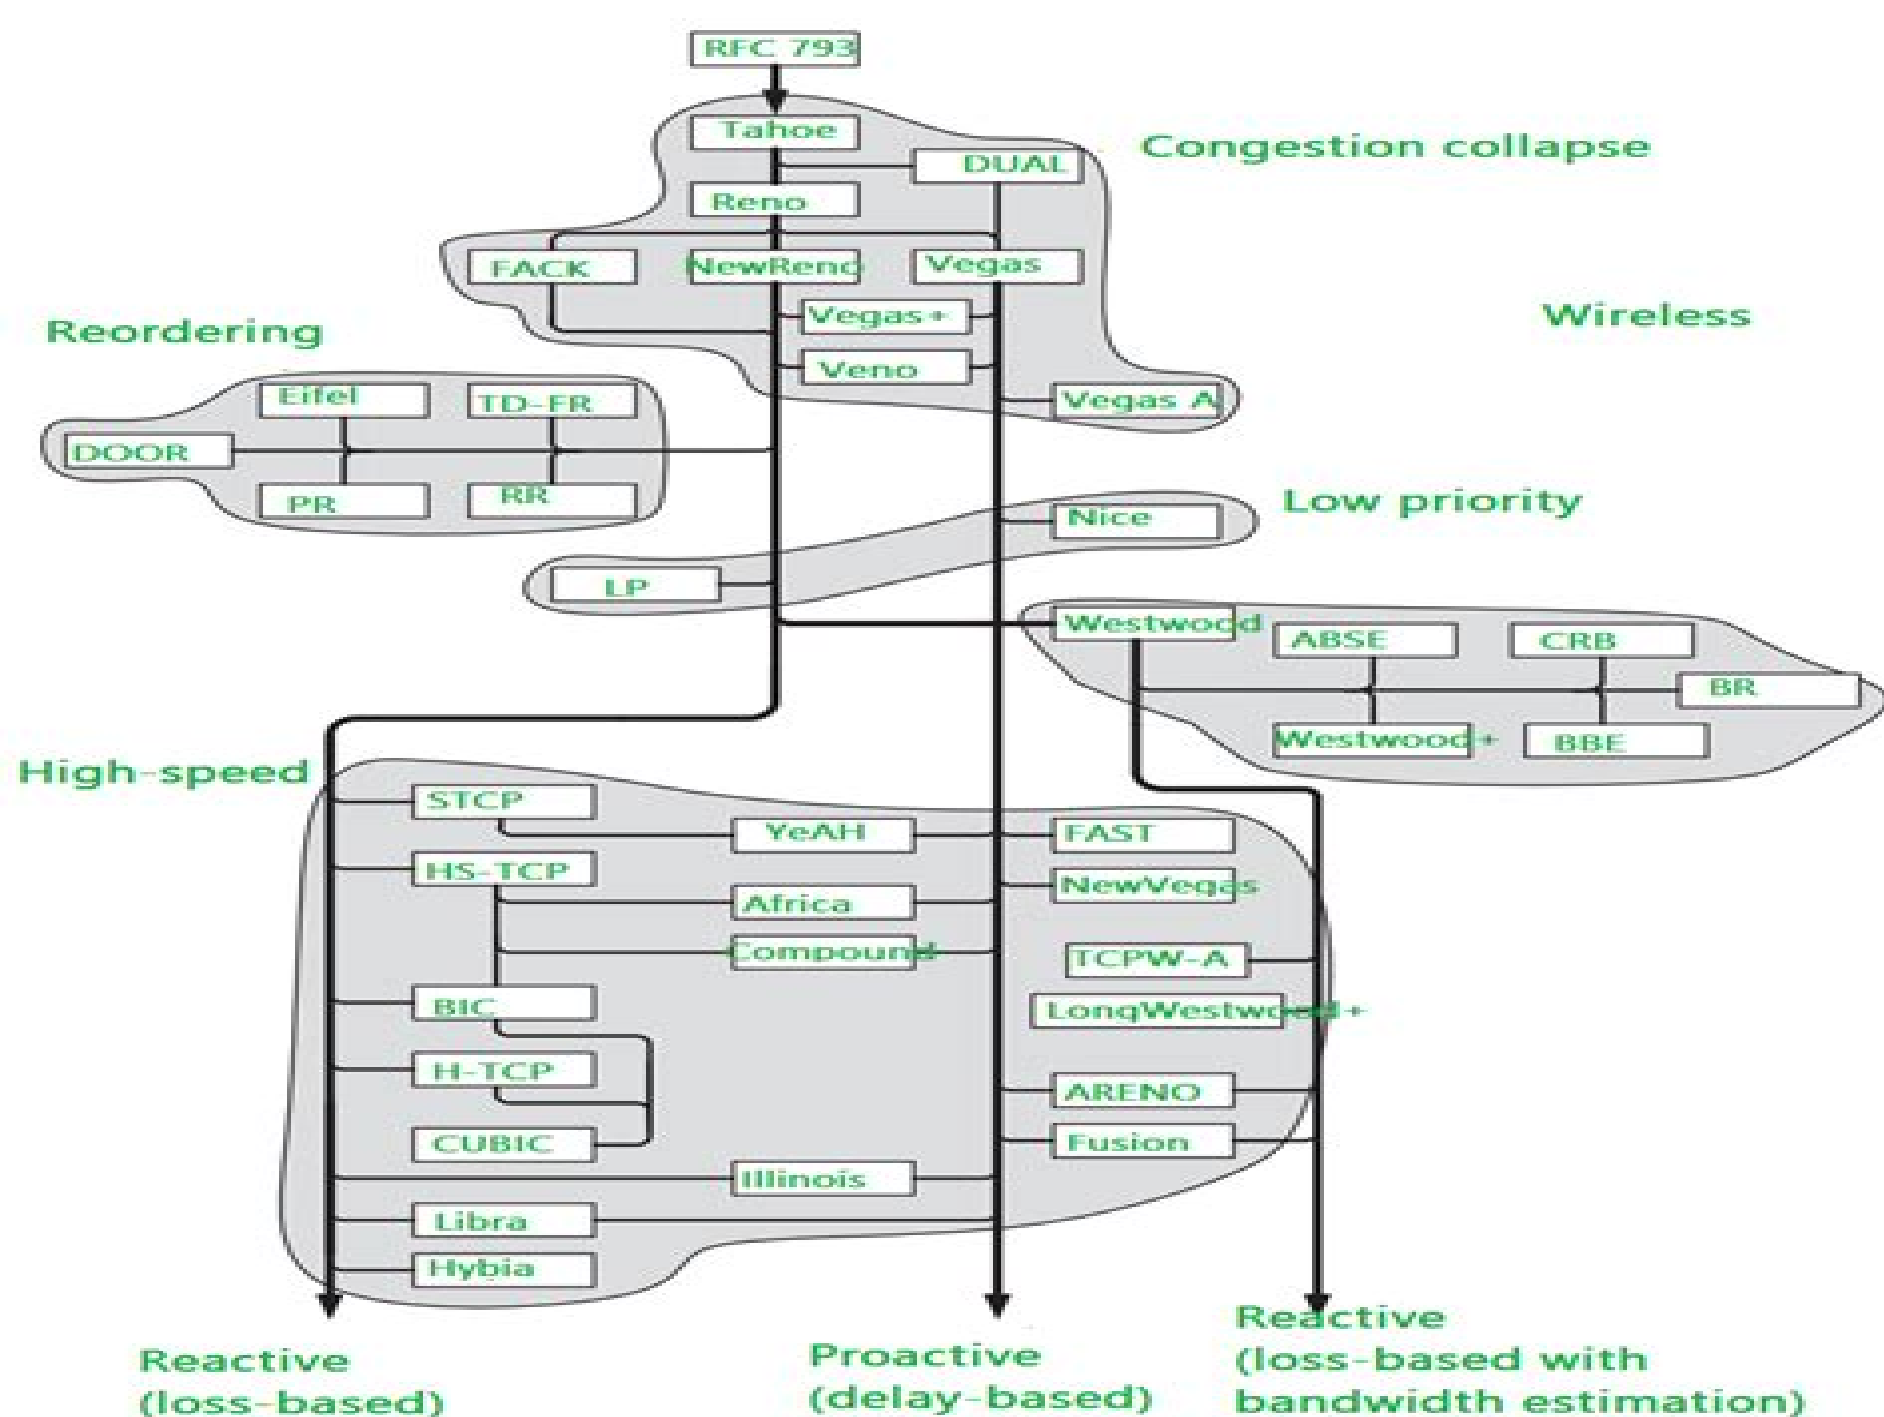 RFC 793
Tahoe
Congestion collapse
DUAL
Reno
FACK
NewReno
Vegas
Vegas+
Wireless
Reordering
Veno
Eifel
TD-FR
Vegas A
DOOR
PR
RR
Nice
Low priority
LP
Westwood
ABSE
CRB
BR
Westwood+
BBE
High-speed
STCP
YeAH
FAST
HS-TCP
NewVegas
Africa
Compound
TCPW-A
BIC
LongWestwood+
H-TCP
ARENO
CUBIC
Fusion
Illinois
Libra
Hybia
Reactive
(loss-based)
Proactive
(delay-based)
Reactive
(loss-based with
bandwidth estimation)